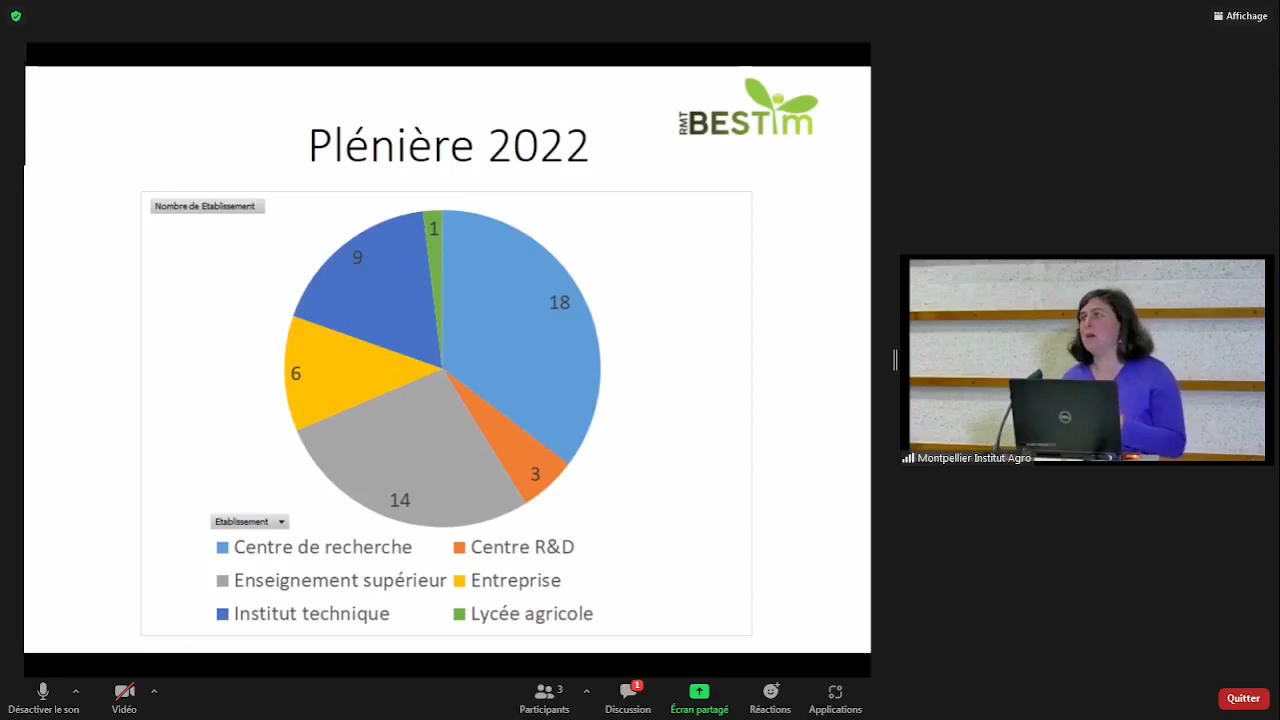 Affichage
RMT
BESTim
Plénière 2022
Nombre de Etablissement
1
9
18
6
3
14
Etablissement
Centre de recherche
Centre R&D
Enseignement supérieur
Entreprise
Institut technique
Lycée agricole
DELL
Montpellier Institut Agro
3
1
Désactiver le son
Vidéo
Participants
Discussion
Écran partagé
Réactions
Applications
Quitter